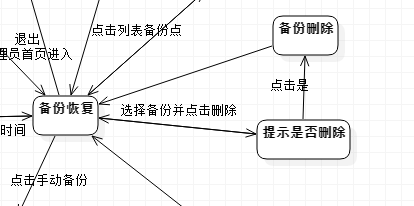 备份删除
点击列表备份点
退出
理员首页进入
点击是
备份恢复
选择备份并点击删除
时间
提示是否删除
点击手动备份